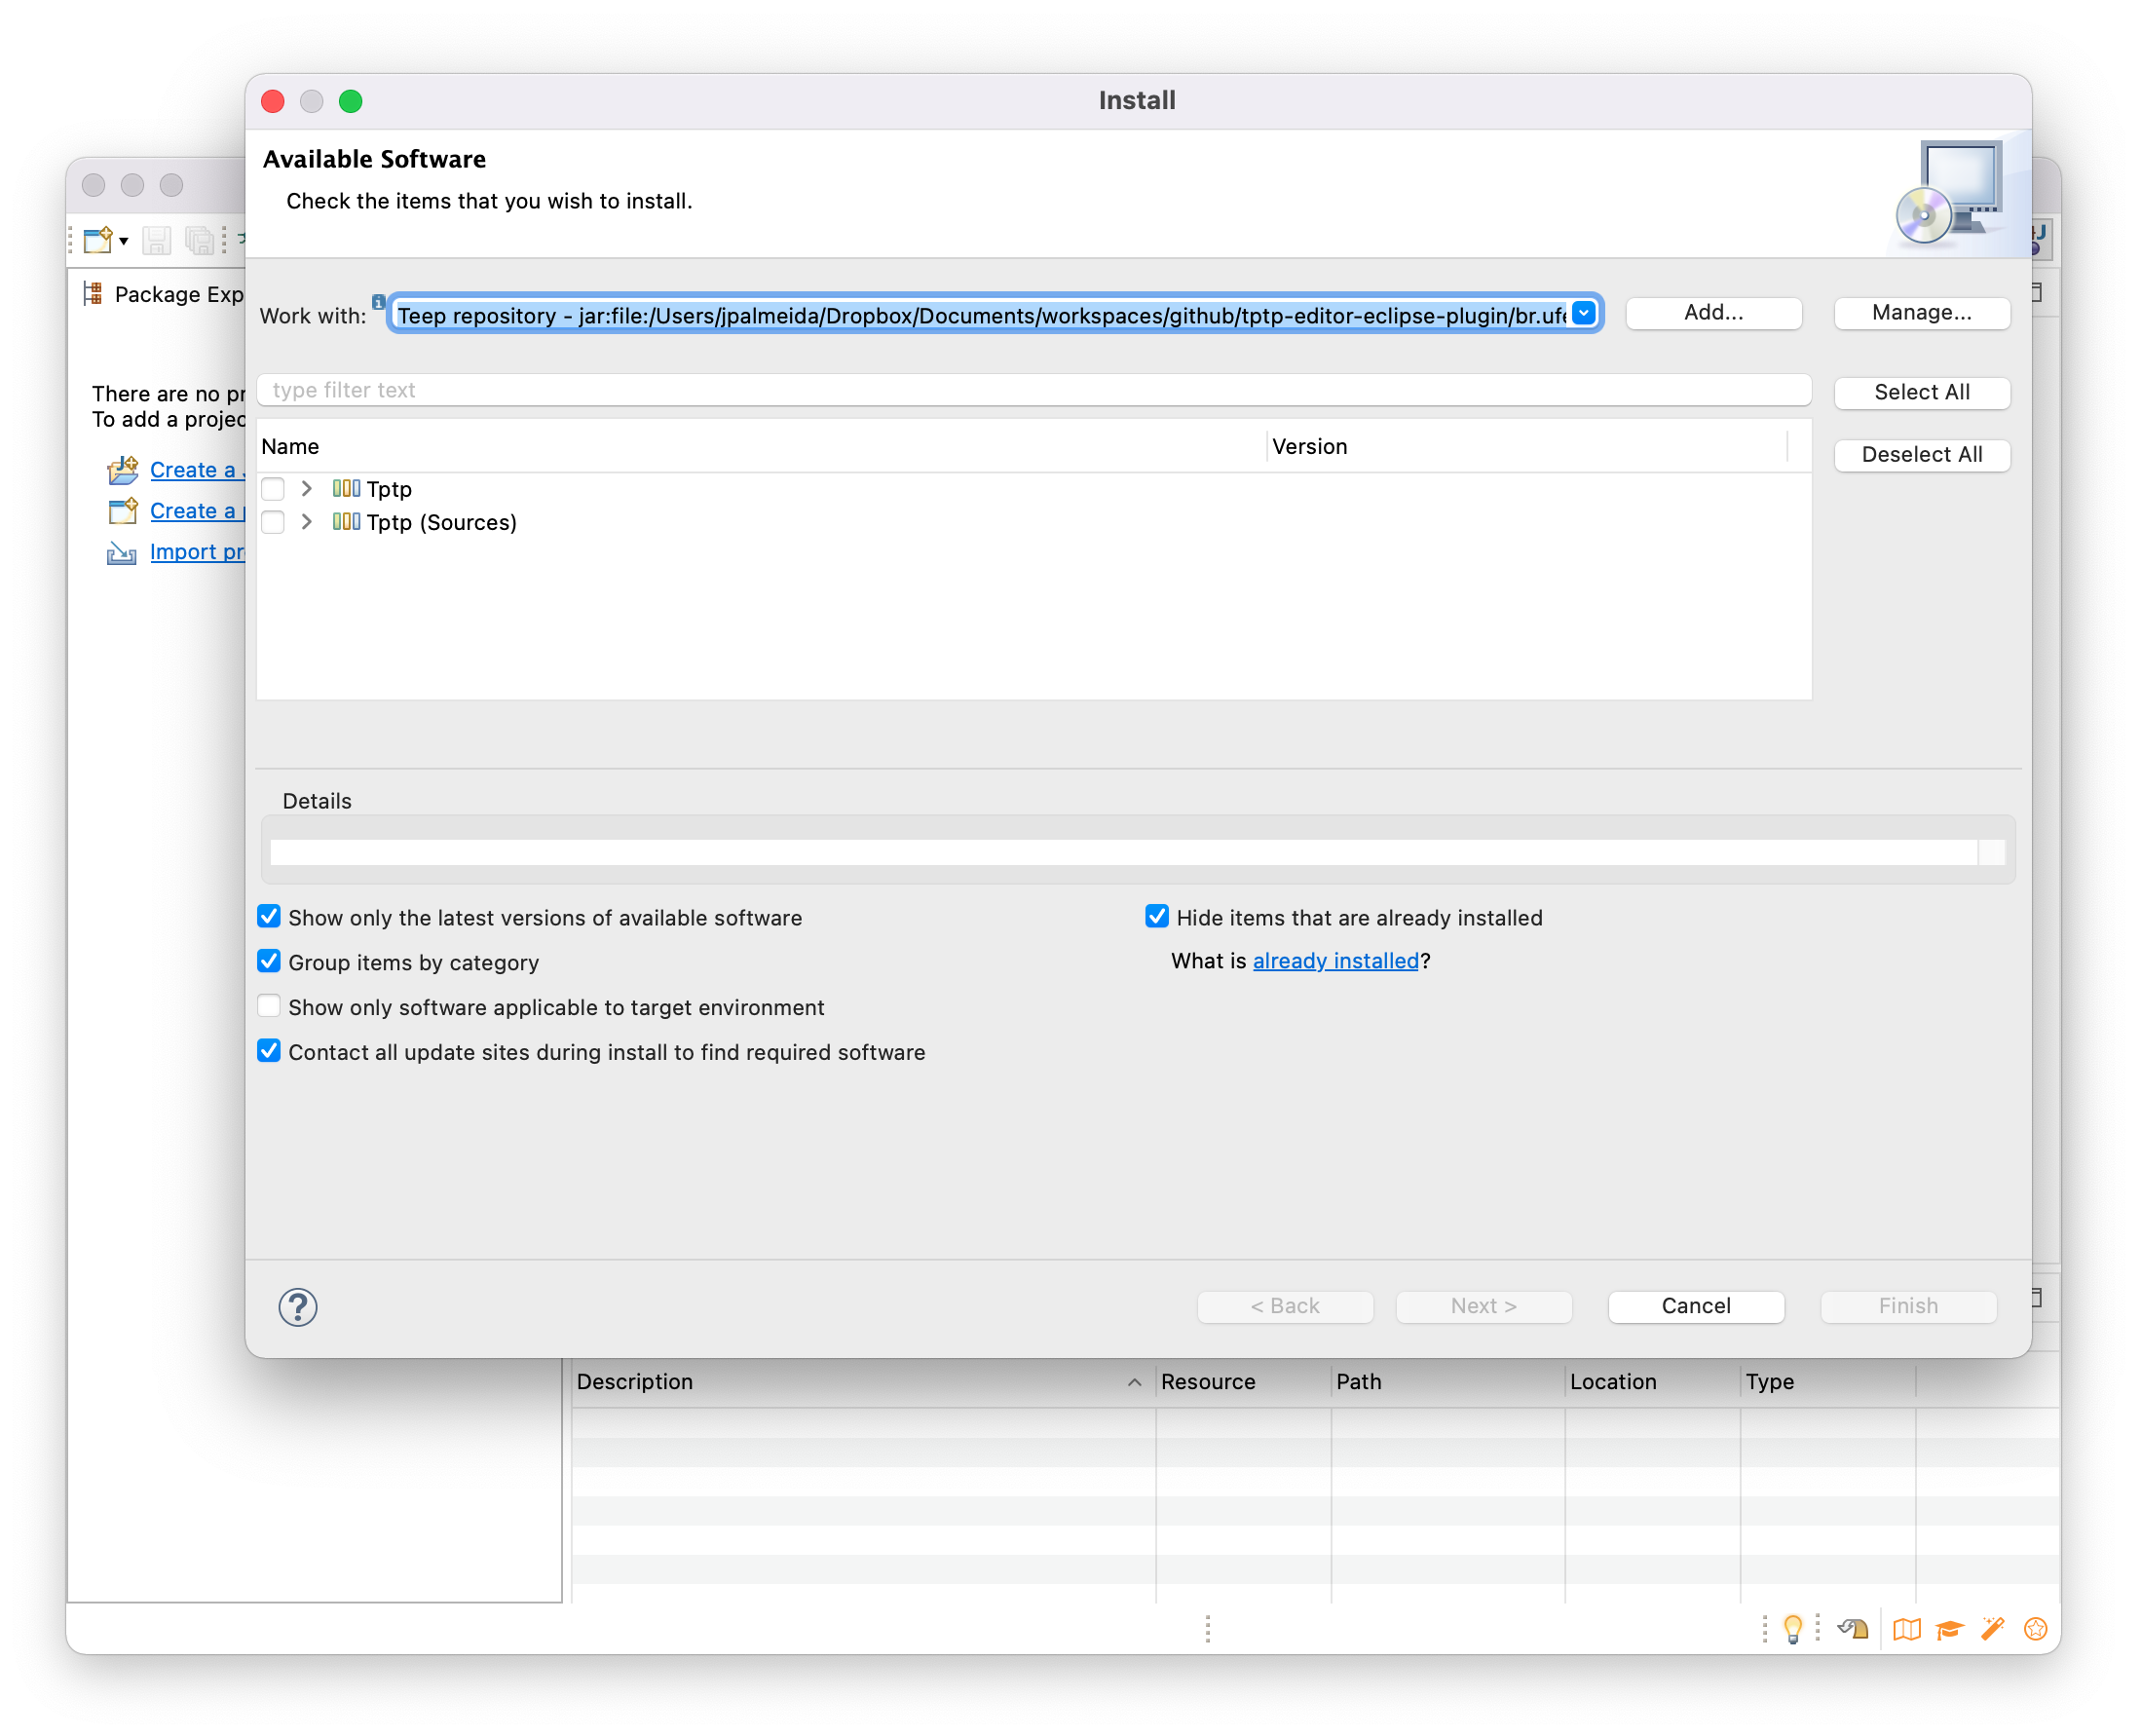 Install
Available Software
Check the items that you wish to install.
Package Exp
Work with: Teep repository - jar:file:/Users/jpalmeida/Dropbox/Documents/workspaces/github/tptp-editor-eclipse-plugin/br.ufe
Add...
Manage...
type filter text
Select All
There are no pr
To add a projec
Name Version
Deselect All
Create a J
Tptp
Create a p
Tptp (Sources)
Import pr
Details
Show only the latest versions of available software
Hide items that are already installed
Group items by category
What is already installed?
Show only software applicable to target environment
Contact all update sites during install to find required software
?
< Back
Next >
Cancel
Finish
Description Resource Path Location Type